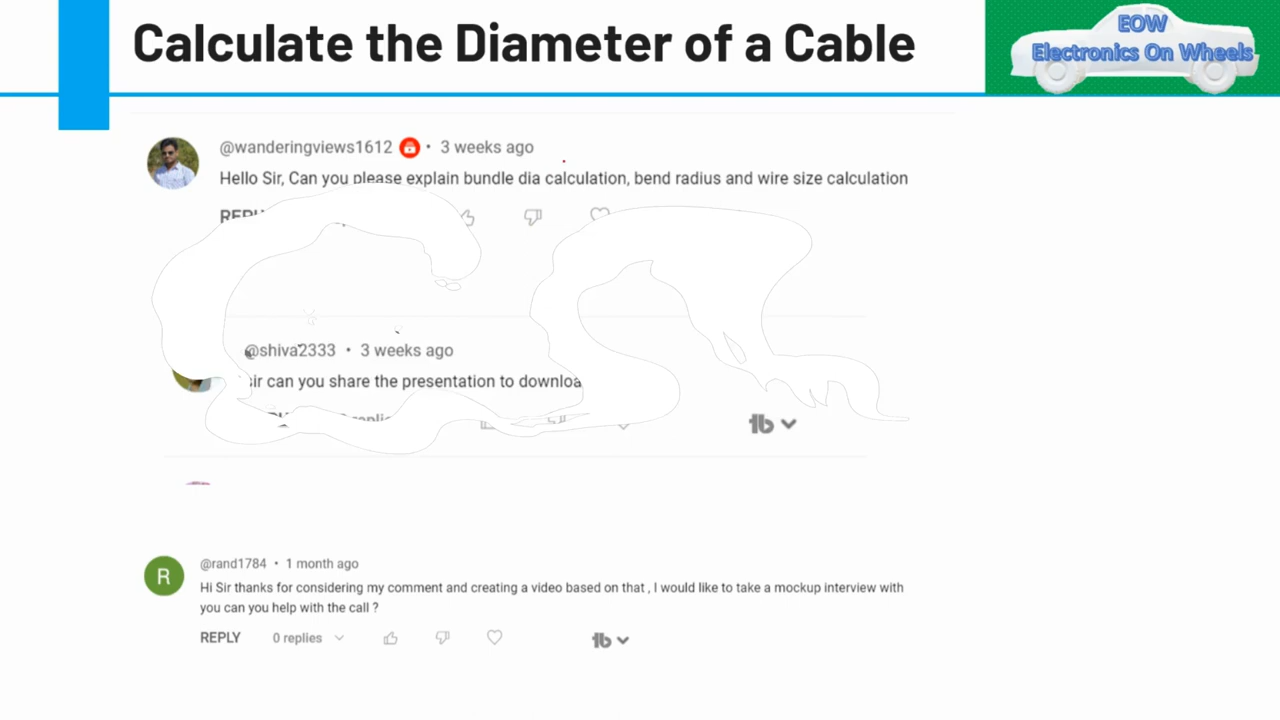 Calculate the Diameter of a Cable
EOW
Electronics On Wheels
@wanderingviews1612 • 3 weeks ago
Hello Sir, Can you please explain bundle dia calculation, bend radius and wire size calculation
@shiva2333 • 3 weeks ago
sir can you share the presentation to
R
@rand1784 • 1 month ago
Hi Sir thanks for considering my comment and creating a video based on that , I would like to take a mockup interview with
you can you help with the call ?
REPLY 0 replies